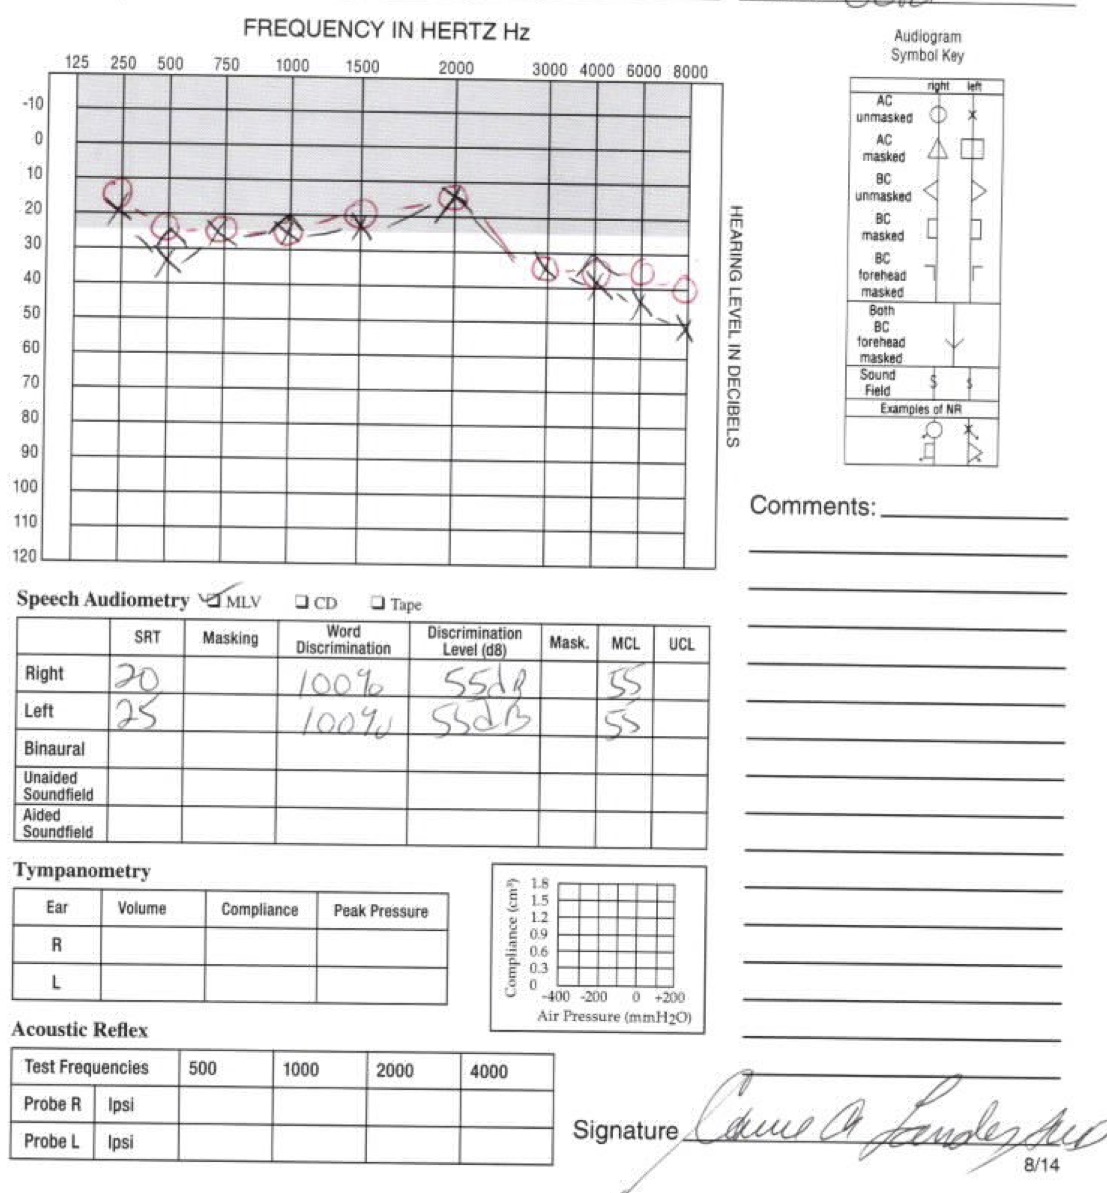 FREQUENCY IN HERTZ Hz
125 250 500 750 1000 1500 2000 3000 4000 6000 8000
-10
0
10
20
30
40
50
60
70
80
90
100
110
120
HEARING LEVEL IN DECIBELS
Audiogram
Symbol Key
right left
AC
unmasked
AC
masked
BC
unmasked
BC
masked
BC
forehead
masked
Both
BC
forehead
masked
Sound
Field S s
Examples of NR
Comments:
Speech Audiometry MLV CD Tape
SRT Masking Word Discrimination Discrimination Level (d8) Mask. MCL UCL
Right 20 100% 55dB 55
Left 25 100% 55dB 55
Binaural
Unaided
Soundfield
Aided
Soundfield
Tympanometry
Ear Volume Compliance Peak Pressure
R
L
Compliance (cm³)
1.8
1.5
1.2
0.9
0.6
0.3
0
-400 -200 0 +200
Air Pressure (mmH2O)
Acoustic Reflex
Test Frequencies 500 1000 2000 4000
Probe R Ipsi
Probe L Ipsi
Signature
8/14